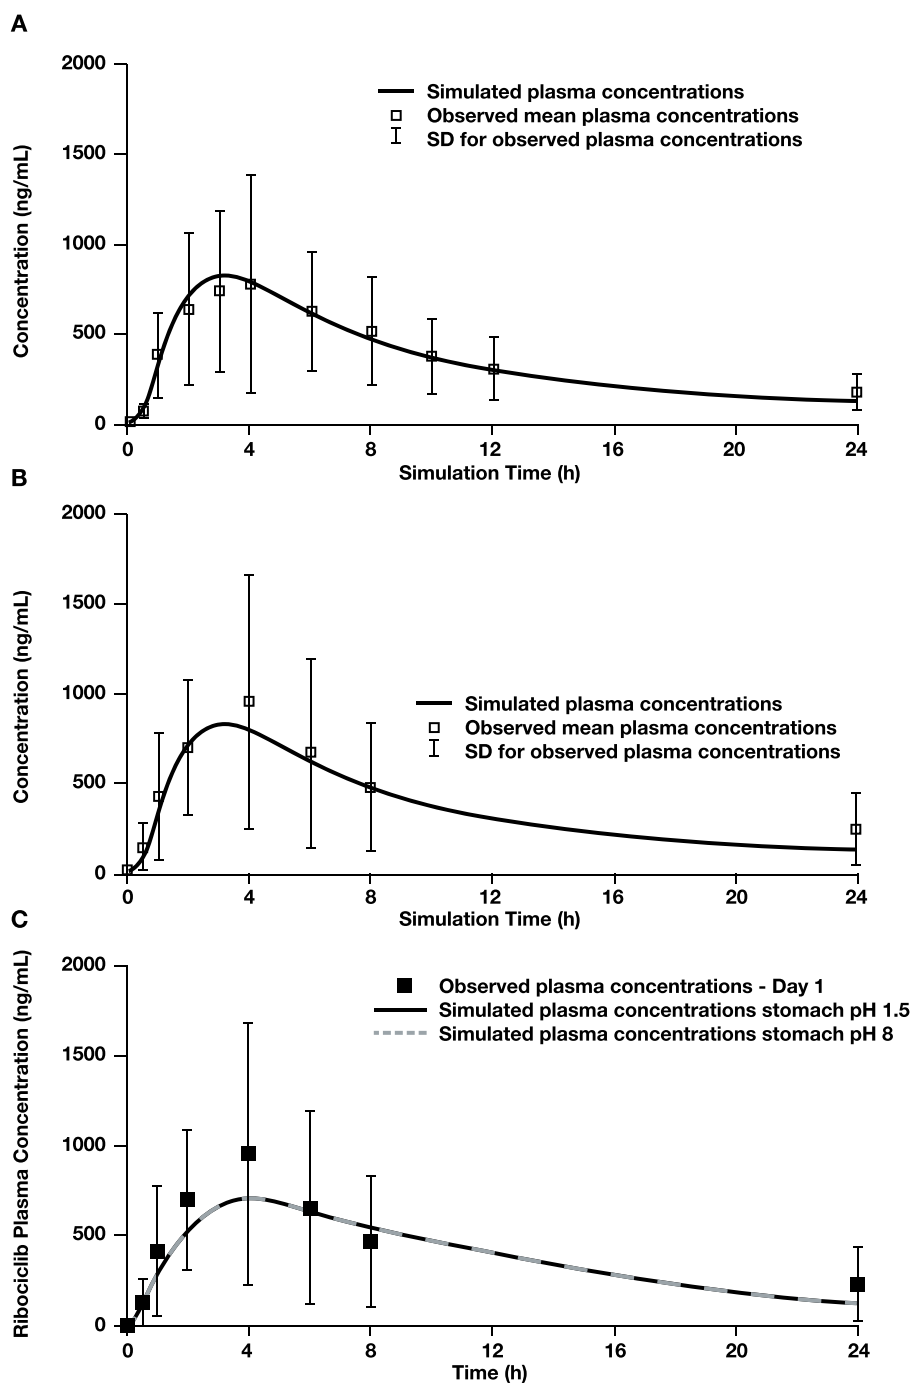 A
2000
1500
1000
500
0
Concentration (ng/mL)
Simulated plasma concentrations
Observed mean plasma concentrations
SD for observed plasma concentrations
0 4 8 12 16 20 24
Simulation Time (h)
B
2000
1500
1000
500
0
Concentration (ng/mL)
Simulated plasma concentrations
Observed mean plasma concentrations
SD for observed plasma concentrations
0 4 8 12 16 20 24
Simulation Time (h)
C
2000
1500
1000
500
0
Ribociclib Plasma Concentration (ng/mL)
Observed plasma concentrations - Day 1
Simulated plasma concentrations stomach pH 1.5
Simulated plasma concentrations stomach pH 8
0 4 8 12 16 20 24
Time (h)